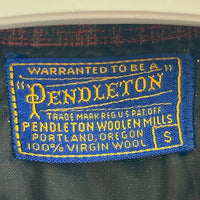 WARRANTED TO BE A
"PENDLETON"
TRADE MARK REG. U.S. PAT. OFF.
PENDLETON WOOLEN MILLS
PORTLAND, OREGON
100% VIRGIN WOOL
S